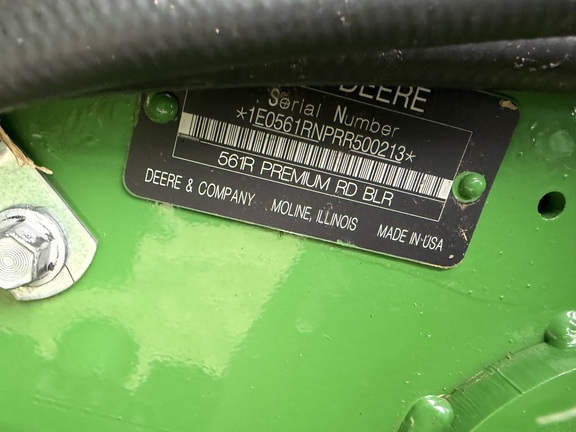 DEERE
Serial Number
*1E0561RNPRR500213*
561R PREMIUM RD BLR
DEERE & COMPANY MOLINE, ILLINOIS MADE IN USA